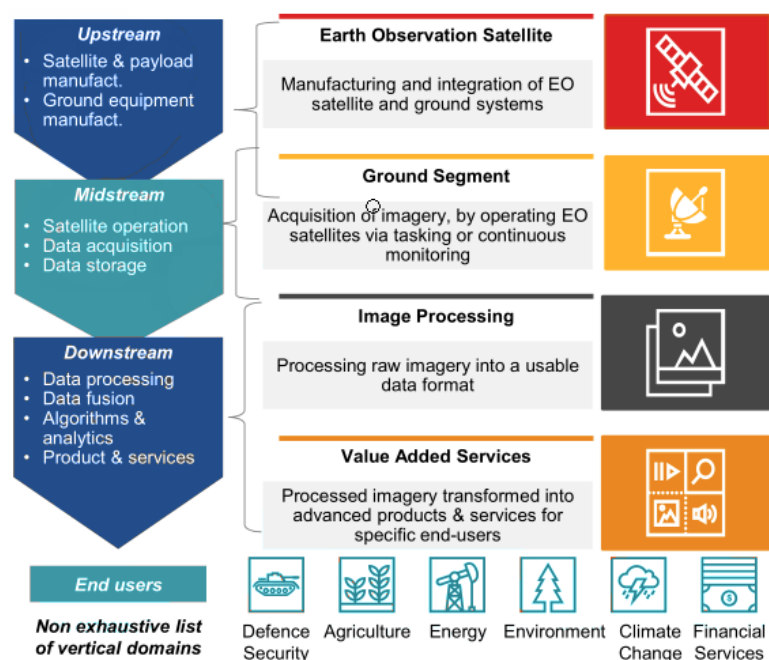 Upstream
• Satellite & payload
manufact.
• Ground equipment
manufact.
Earth Observation Satellite
Manufacturing and integration of EO
satellite and ground systems
Midstream
• Satellite operation
• Data acquisition
• Data storage
Ground Segment
Acquisition of imagery, by operating EO
satellites via tasking or continuous
monitoring
Downstream
• Data processing
• Data fusion
• Algorithms &
analytics
• Product & services
Image Processing
Processing raw imagery into a usable
data format
Value Added Services
Processed imagery transformed into
advanced products & services for
specific end-users
End users
Non exhaustive list
of vertical domains
Defence
Security
Agriculture
Energy
Environment
Climate
Change
Financial
Services